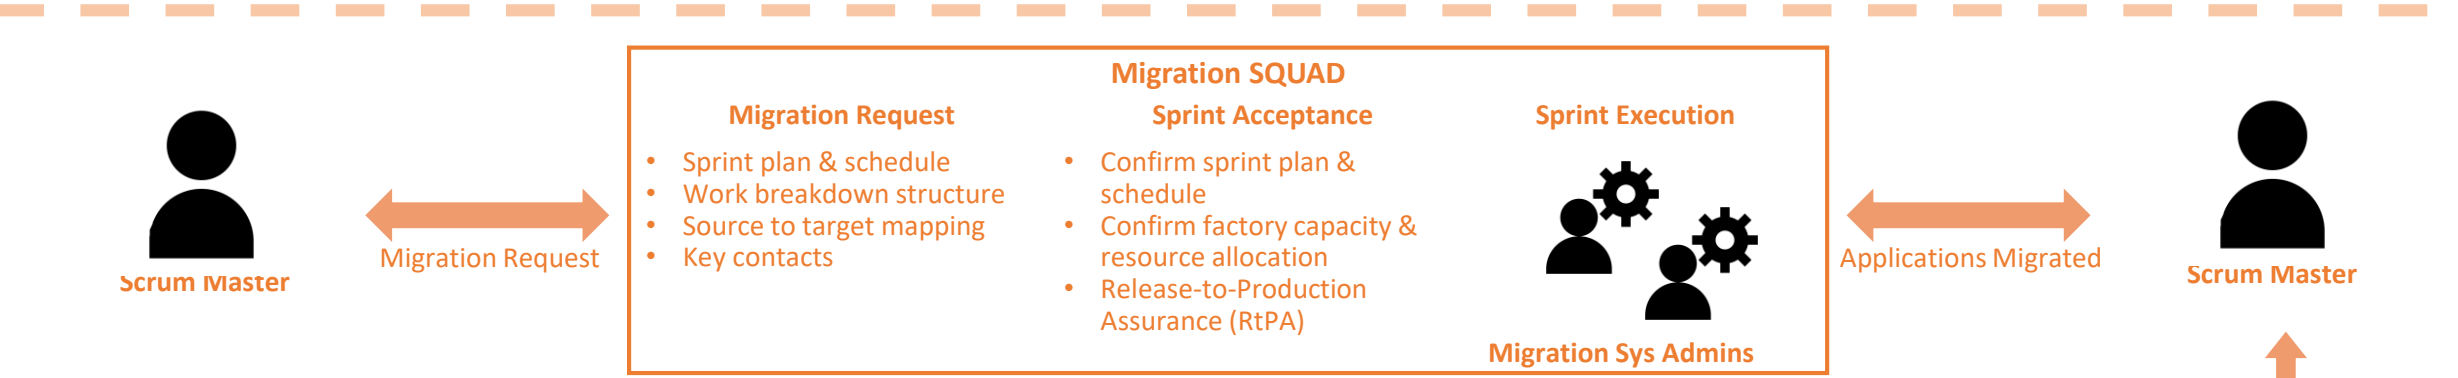 Migration SQUAD
Migration Request
Sprint Acceptance
Sprint Execution
• Sprint plan & schedule
• Work breakdown structure
• Source to target mapping
• Key contacts
• Confirm sprint plan &
schedule
• Confirm factory capacity &
resource allocation
• Release-to-Production
Assurance (RtPA)
Migration Sys Admins
Scrum Master
Migration Request
Applications Migrated
Scrum Master